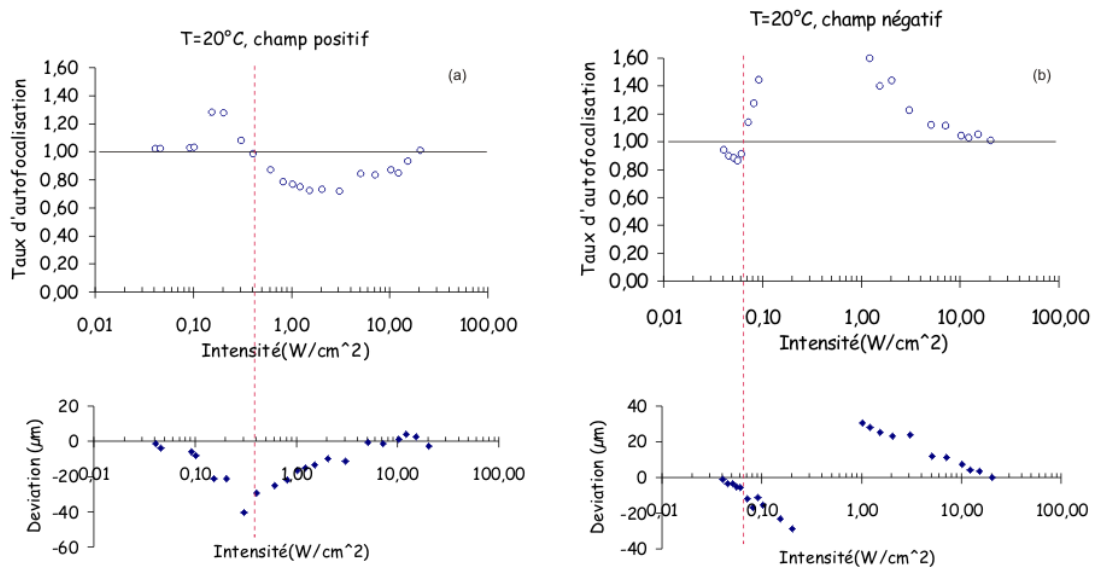 T=20°C, champ positif
(a)
Taux d'autofocalisation
1,60
1,40
1,20
1,00
0,80
0,60
0,40
0,20
0,00
0,01 0,10 1,00 10,00 100,00
Intensité(W/cm^2)
Deviation (µm)
20
0
-20
-40
-60
0,01 0,10 1,00 10,00 100,00
Intensité(W/cm^2)
T=20°C, champ négatif
(b)
Taux d'autofocalisation
1,60
1,40
1,20
1,00
0,80
0,60
0,40
0,20
0,00
0,01 0,10 1,00 10,00 100,00
Intensité(W/cm^2)
Deviation (µm)
40
20
0
-20
-40
0,01 0,10 1,00 10,00 100,00
Intensité(W/cm^2)